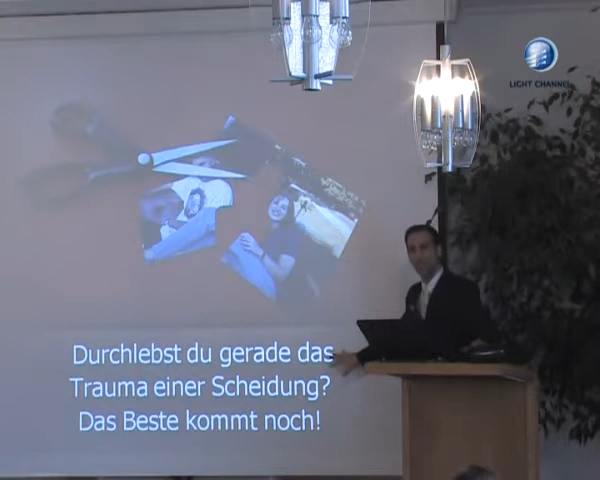 LIGHT CHANNEL
Durchlebst du gerade das
Trauma einer Scheidung?
Das Beste kommt noch!